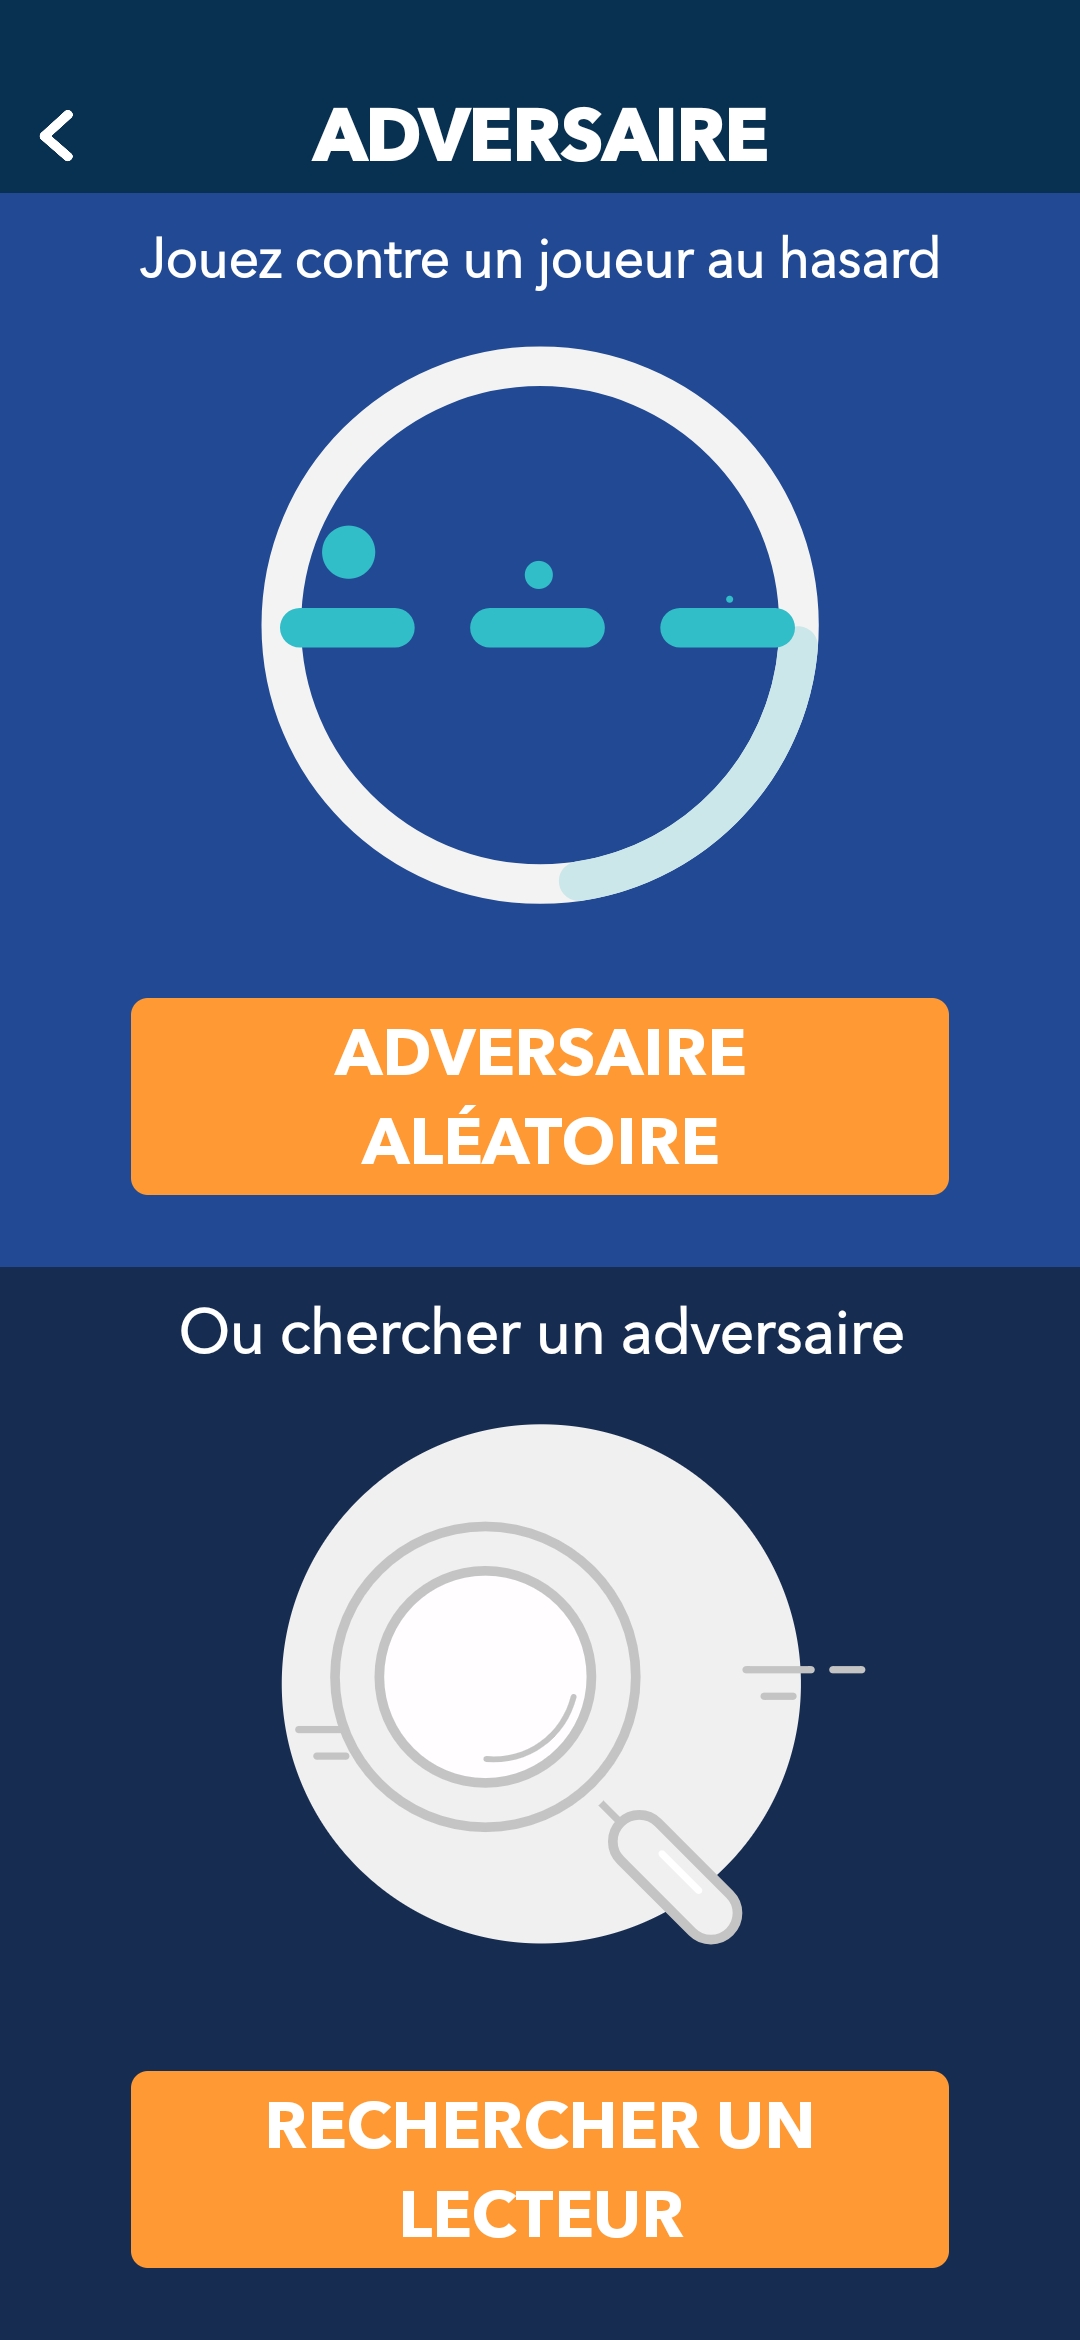 ADVERSAIRE
Jouez contre un joueur au hasard
ADVERSAIRE
ALÉATOIRE
Ou chercher un adversaire
RECHERCHER UN
LECTEUR